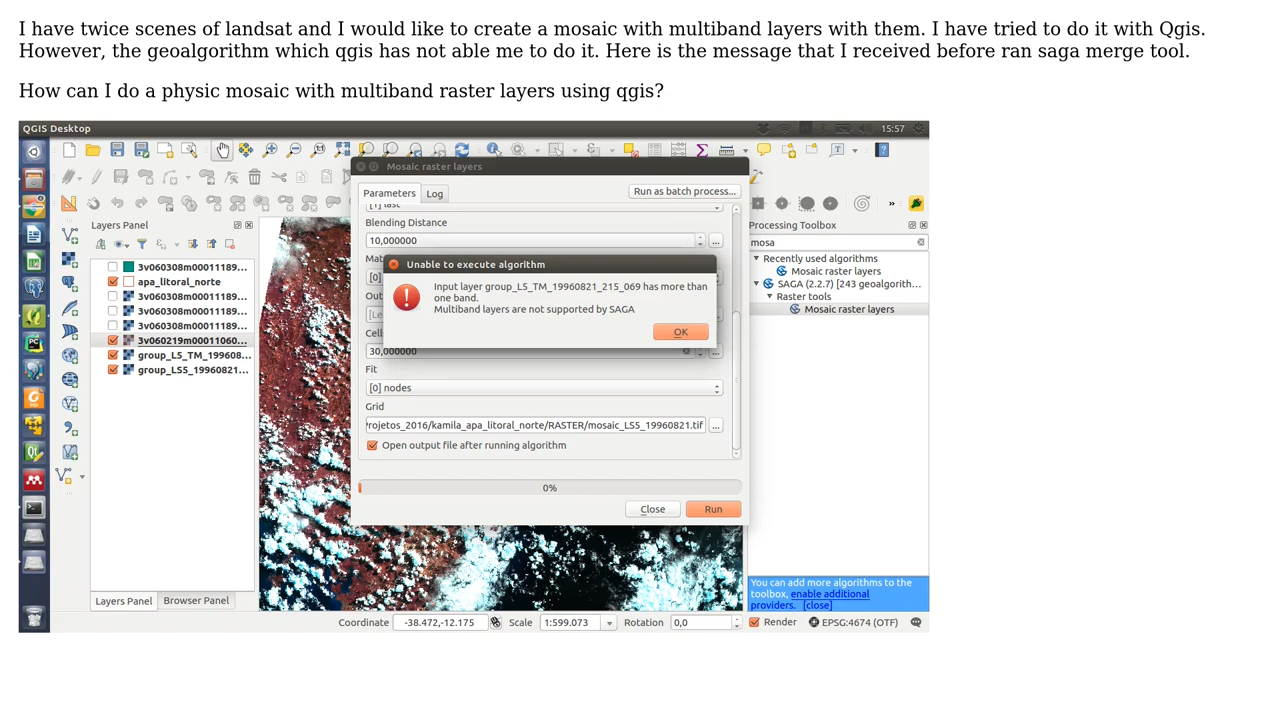 I have twice scenes of landsat and I would like to create a mosaic with multiband layers with them. I have tried to do it with Qgis.
However, the geoalgorithm which qgis has not able me to do it. Here is the message that I received before ran saga merge tool.
How can I do a physic mosaic with multiband raster layers using qgis?
QGIS Desktop
15:57
Mosaic raster layers
Parameters
Log
Run as batch process...
[1] last
Blending Distance
10,000000
...
Mat
[0]
Unable to execute algorithm
Input layer group_L5_TM_19960821_215_069 has more than
one band.
Multiband layers are not supported by SAGA
OK
Out
[Le
Cell
30,000000
...
Fit
[0] nodes
Grid
rojetos_2016/kamila_apa_litoral_norte/RASTER/mosaic_LS5_19960821.tif
...
Open output file after running algorithm
0%
Close
Run
Layers Panel
3v060308m00011189...
apa_litoral_norte
3v060308m00011189...
3v060308m00011189...
3v060308m00011189...
3v060219m00011060...
group_L5_TM_199608...
group_LS5_19960821...
Layers Panel
Browser Panel
Processing Toolbox
mosa
Recently used algorithms
Mosaic raster layers
SAGA (2.2.7) [243 geoalgorith...
Raster tools
Mosaic raster layers
You can add more algorithms to the
toolbox, enable additional
providers. [close]
Coordinate
-38.472,-12.175
Scale
1:599.073
Rotation
0,0
Render
EPSG:4674 (OTF)